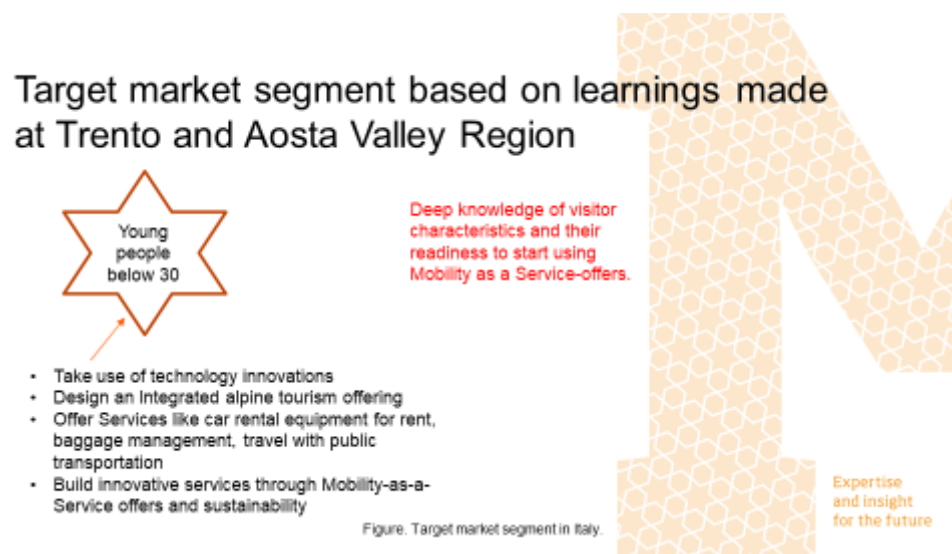 Target market segment based on learnings made
at Trento and Aosta Valley Region
Young
people
below 30
Deep knowledge of visitor
characteristics and their
readiness to start using
Mobility as a Service-offers.
• Take use of technology innovations
• Design an Integrated alpine tourism offering
• Offer Services like car rental equipment for rent,
baggage management, travel with public
transportation
• Build innovative services through Mobility-as-a-
Service offers and sustainability
Figure. Target market segment in Italy.
Expertise
and insight
for the future